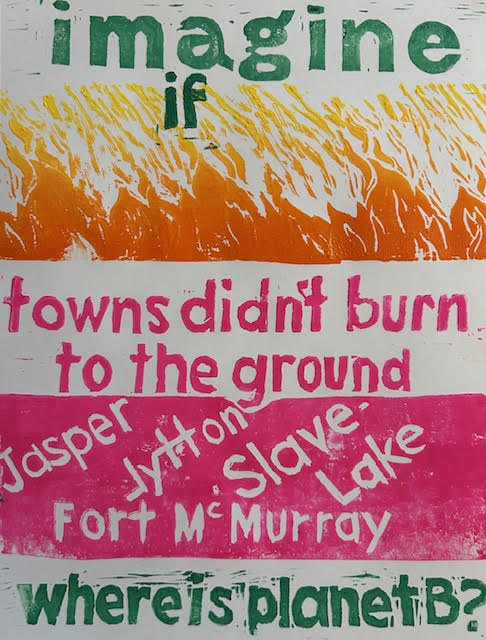 imagine
if
towns didn't burn
to the ground
Jasper
lytton
Slave
Lake
Fort McMurray
where is planet B?